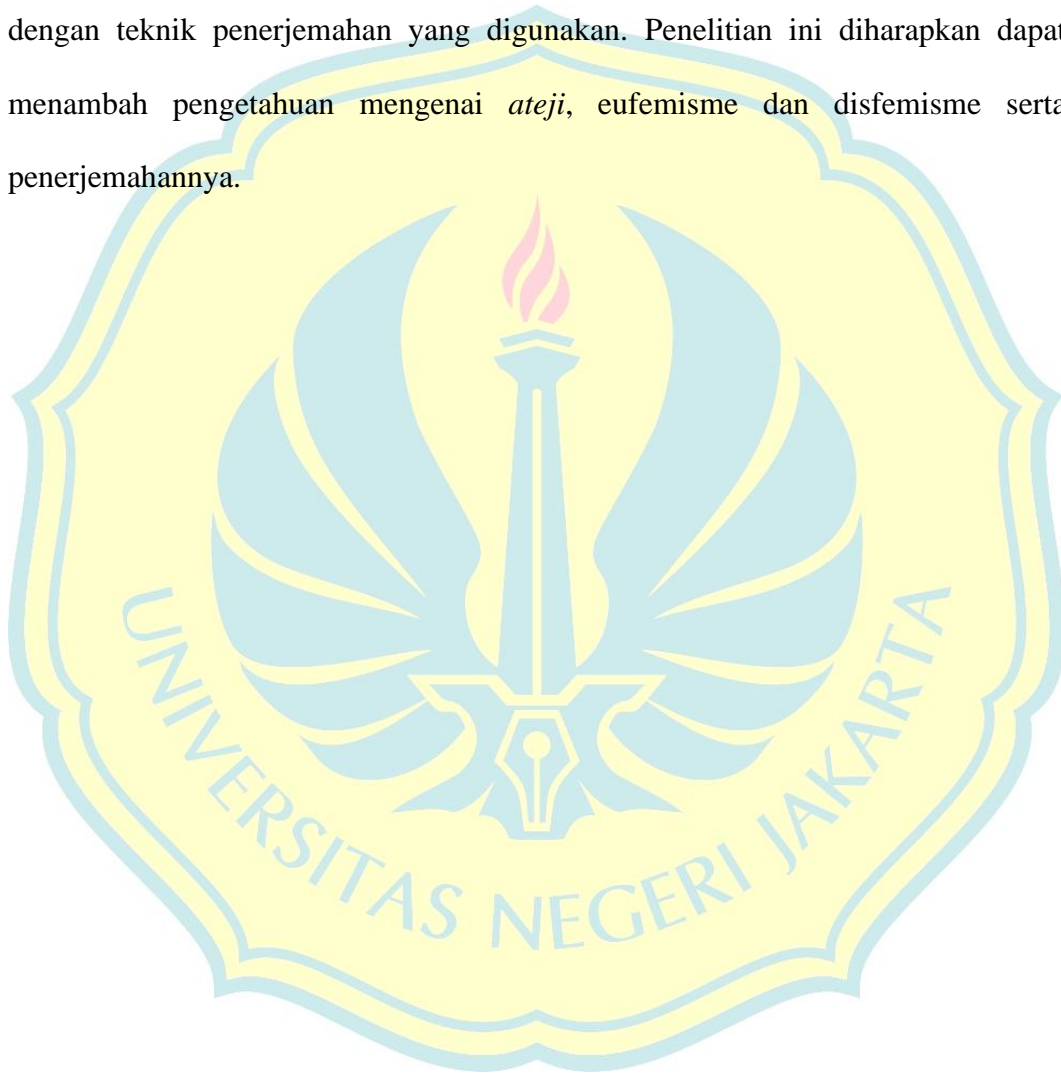 dengan teknik penerjemahan yang digunakan. Penelitian ini diharapkan dapat
menambah pengetahuan mengenai ateji, eufemisme dan disfemisme serta
penerjemahannya.
UNIVERSITAS NEGERI JAKARTA